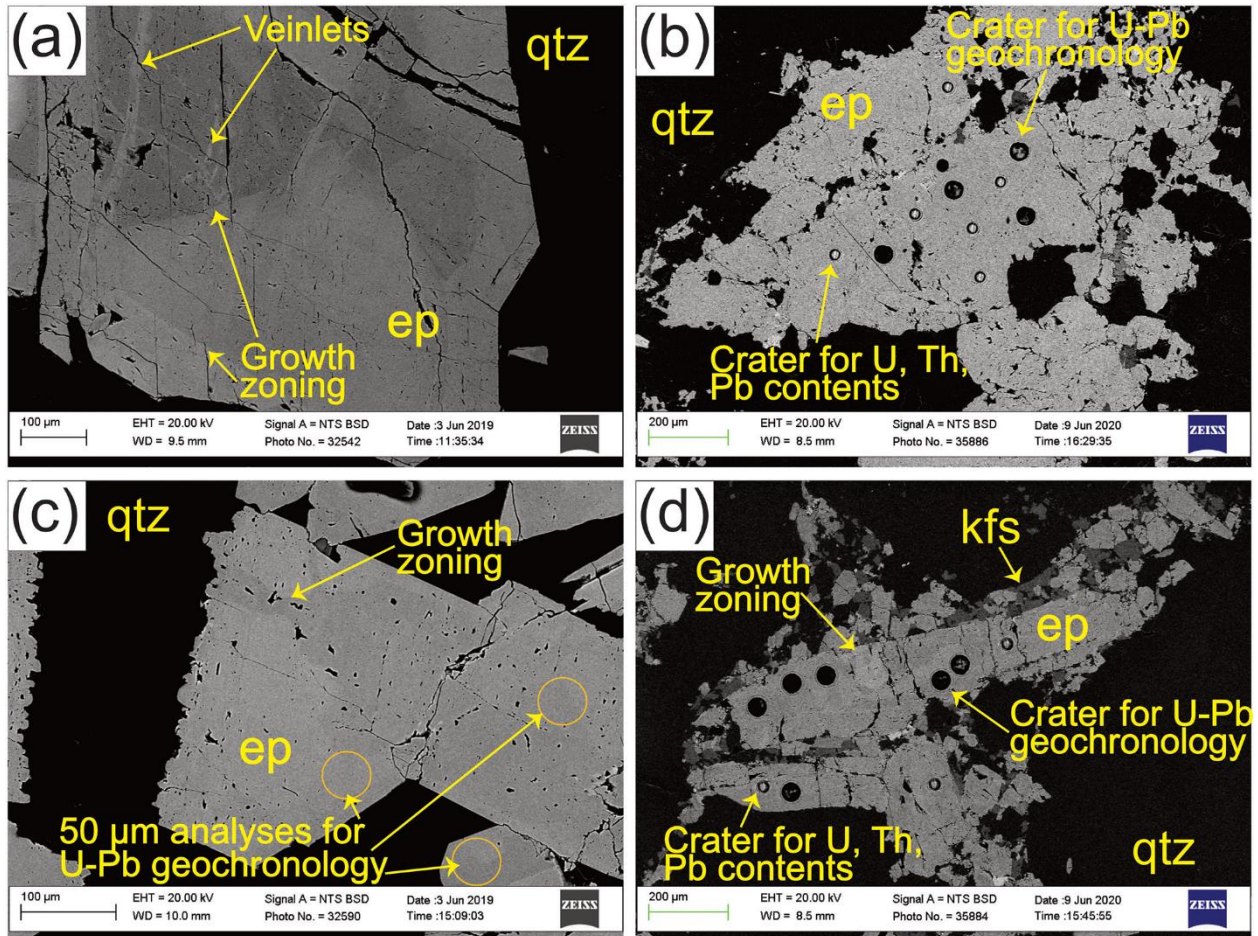 (a)
Veinlets
qtz
ep
Growth
zoning
100 µm
EHT = 20.00 kV
WD = 9.5 mm
Signal A = NTS BSD
Photo No. = 32542
Date :3 Jun 2019
Time :11:35:34
ZEISS
(b)
Crater for U-Pb
geochronology
ep
qtz
Crater for U, Th,
Pb contents
200 µm
EHT = 20.00 kV
WD = 8.5 mm
Signal A = NTS BSD
Photo No. = 35886
Date :9 Jun 2020
Time :16:29:35
ZEISS
(c)
qtz
Growth
zoning
ep
50 µm analyses for
U-Pb geochronology
100 µm
EHT = 20.00 kV
WD = 10.0 mm
Signal A = NTS BSD
Photo No. = 32590
Date :3 Jun 2019
Time :15:09:03
ZEISS
(d)
kfs
Growth
zoning
ep
Crater for U-Pb
geochronology
Crater for U, Th,
Pb contents
qtz
200 µm
EHT = 20.00 kV
WD = 8.5 mm
Signal A = NTS BSD
Photo No. = 35884
Date :9 Jun 2020
Time :15:45:55
ZEISS